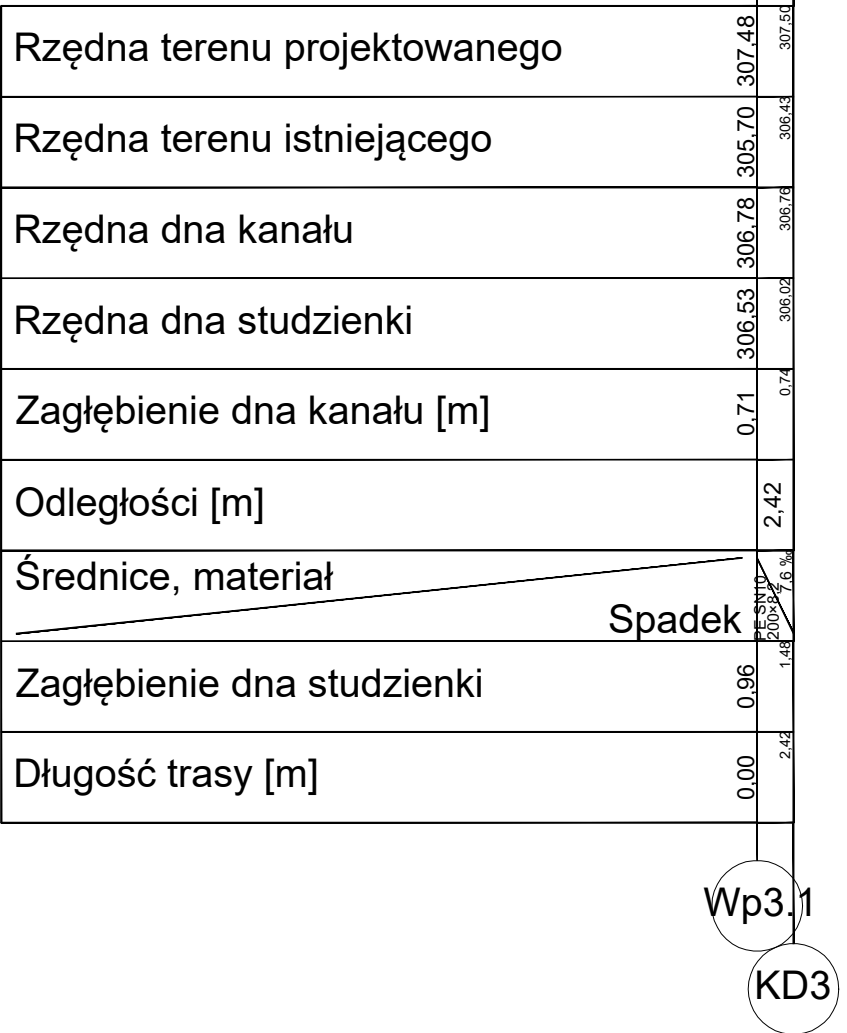 Rzędna terenu projektowanego 307,48 307,50
Rzędna terenu istniejącego 305,70 306,43
Rzędna dna kanału 306,78 306,76
Rzędna dna studzienki 306,53 306,02
Zagłębienie dna kanału [m] 0,71 0,74
Odległości [m] 2,42
Średnice, materiał
Spadek
PE SN10
7,6 ‰
Zagłębienie dna studzienki 0,96 1,48
Długość trasy [m] 0,00 2,42
Wp3.1
KD3